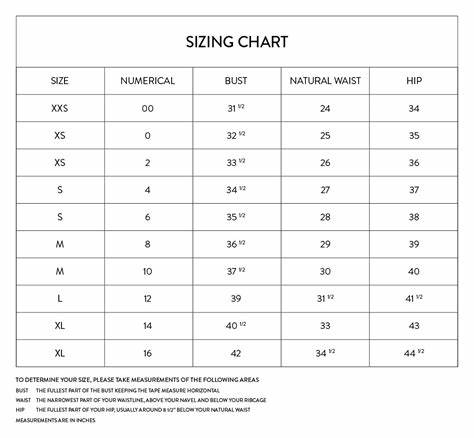 SIZING CHART
SIZE NUMERICAL BUST NATURAL WAIST HIP
XXS 00 31 1/2 24 34
XS 0 32 1/2 25 35
XS 2 33 1/2 26 36
S 4 34 1/2 27 37
S 6 35 1/2 28 38
M 8 36 1/2 29 39
M 10 37 1/2 30 40
L 12 39 31 1/2 41 1/2
XL 14 40 1/2 33 43
XL 16 42 34 1/2 44 1/2
TO DETERMINE YOUR SIZE, PLEASE TAKE MEASUREMENTS OF THE FOLLOWING AREAS
BUST THE FULLEST PART OF THE BUST KEEPING THE TAPE MEASURE HORIZONTAL
WAIST THE NARROWEST PART OF YOUR WAISTLINE, ABOVE YOUR NAVEL AND BELOW YOUR RIBCAGE
HIP THE FULLEST PART OF YOUR HIP, USUALLY AROUND 8 1/2" BELOW YOUR NATURAL WAIST
MEASUREMENTS ARE IN INCHES